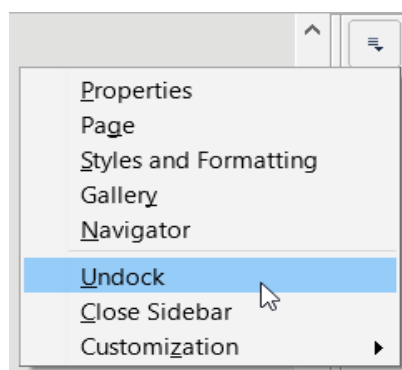 Properties
Page
Styles and Formatting
Gallery
Navigator
Undock
Close Sidebar
Customization